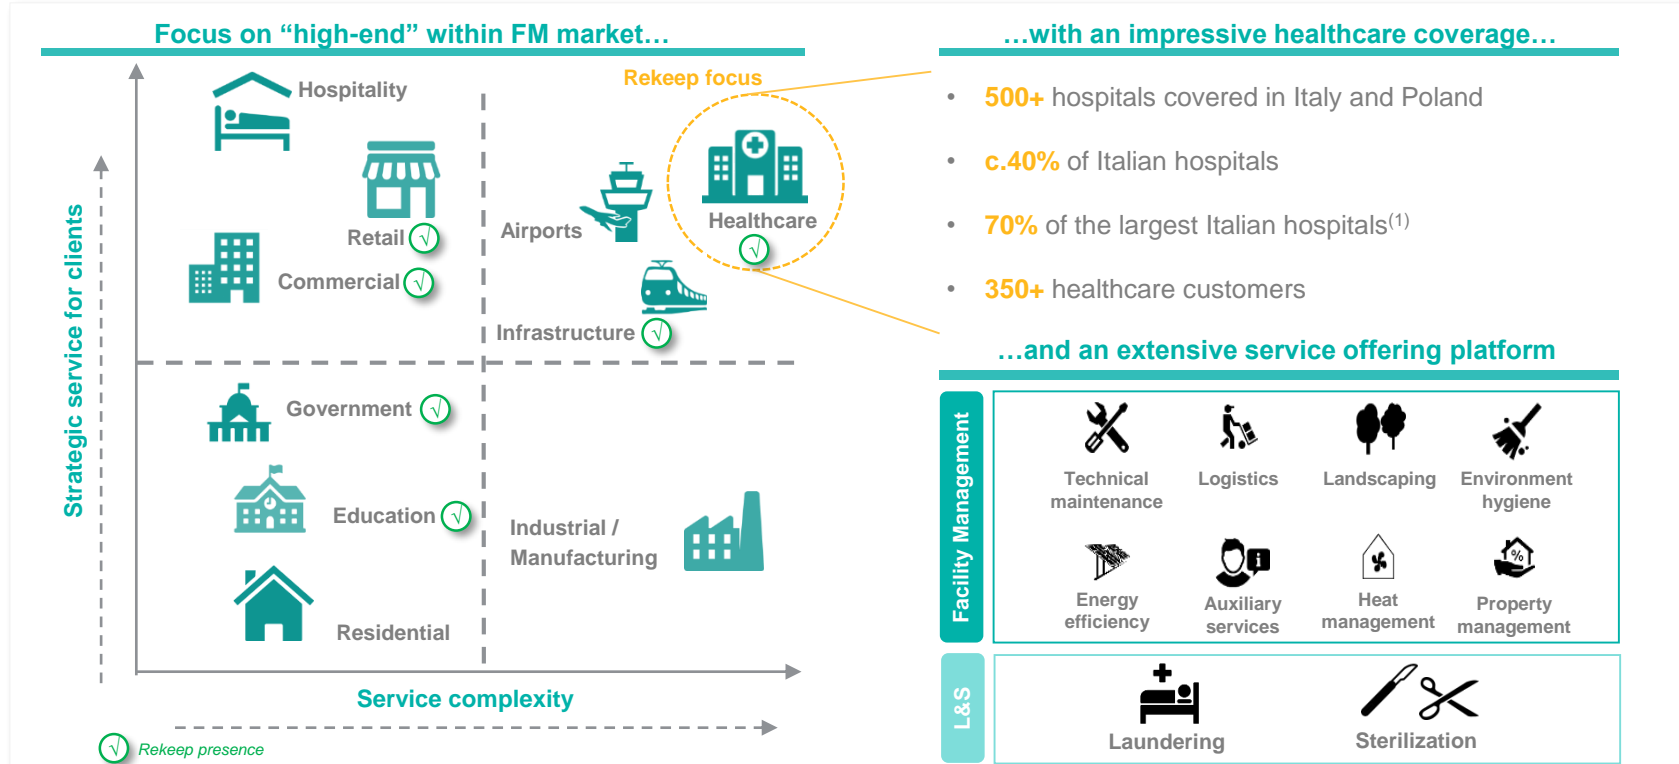 Focus on “high-end” within FM market…
Strategic service for clients
Hospitality
Retail √
Commercial √
Rekeep focus
Airports
Healthcare
√
Infrastructure √
Government √
Education √
Residential
Industrial /
Manufacturing
Service complexity
√ Rekeep presence
…with an impressive healthcare coverage…
• 500+ hospitals covered in Italy and Poland
• c.40% of Italian hospitals
• 70% of the largest Italian hospitals(1)
• 350+ healthcare customers
…and an extensive service offering platform
Facility Management
Technical
maintenance
Logistics
Landscaping
Environment
hygiene
i
%
Energy
efficiency
Auxiliary
services
Heat
management
Property
management
L&S
Laundering
Sterilization